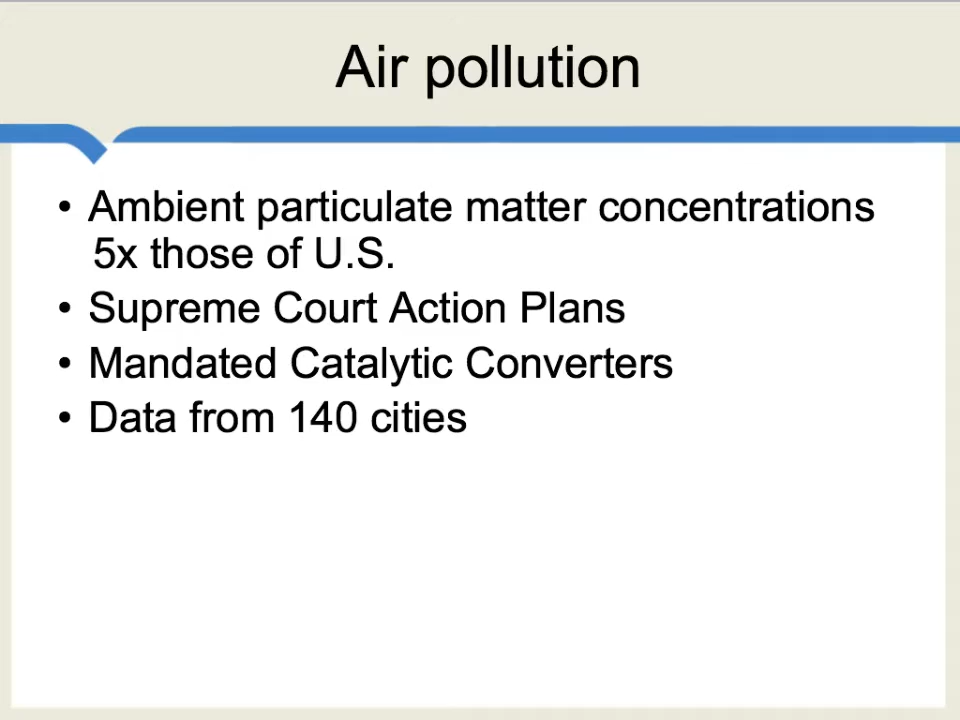 Air pollution
• Ambient particulate matter concentrations
5x those of U.S.
• Supreme Court Action Plans
• Mandated Catalytic Converters
• Data from 140 cities